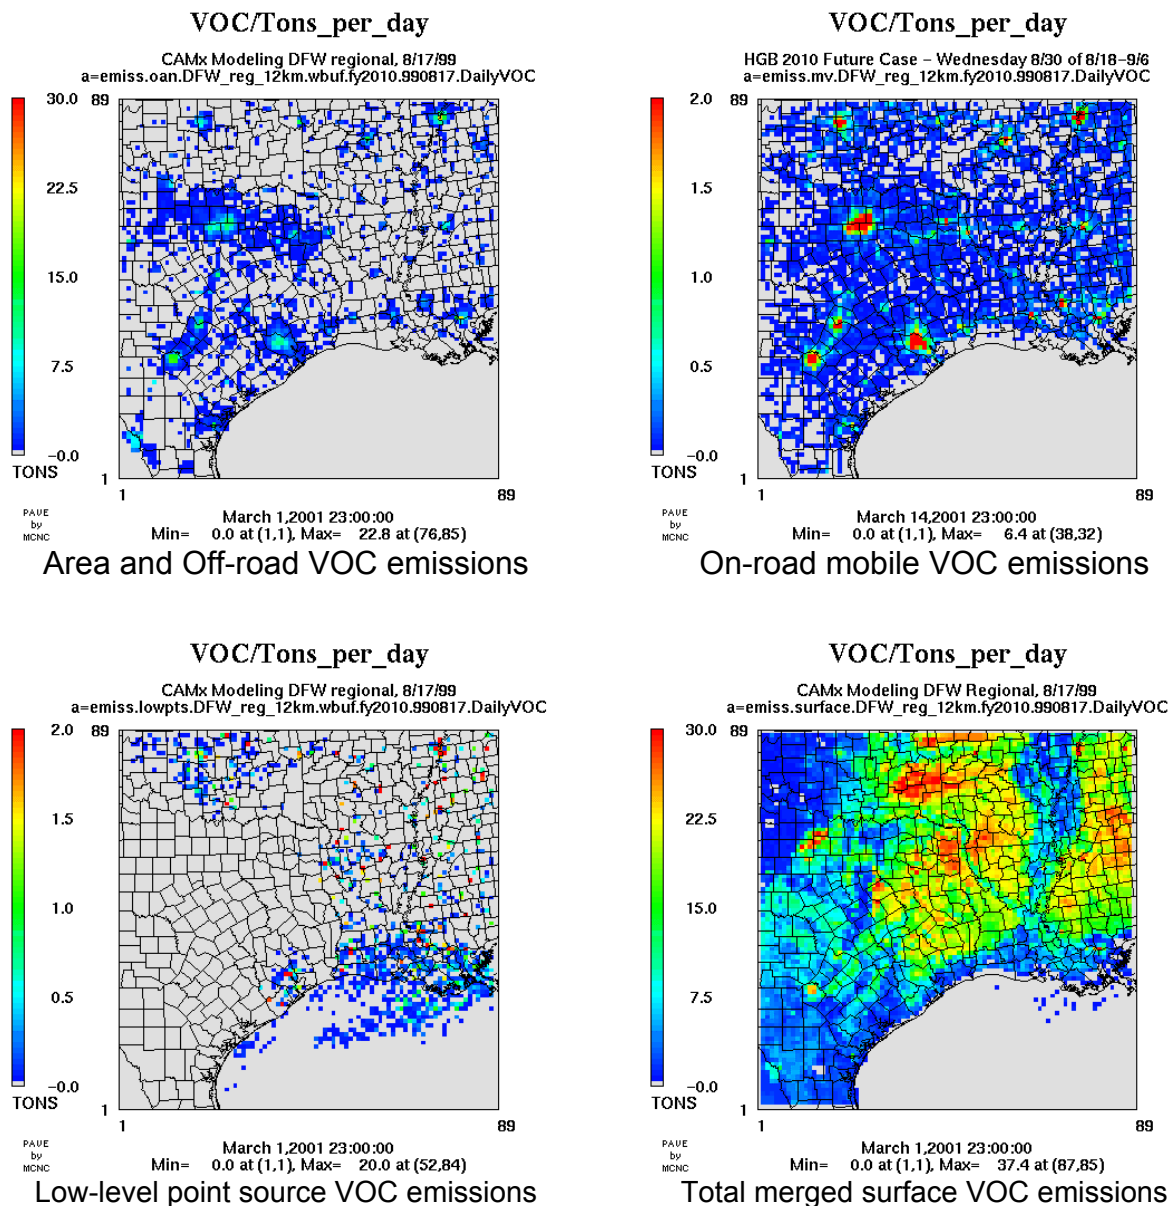 VOC/Tons_per_day
CAMx Modeling DFW regional, 8/17/99
a=emiss.oan.DFW_reg_12km.wbuf.fy2010.990817.DailyVOC
30.0
22.5
15.0
7.5
−0.0
TONS
89
1
1
89
PAVE
by
MCNC
March 1,2001 23:00:00
Min= 0.0 at (1,1), Max= 22.8 at (76,85)
Area and Off-road VOC emissions
VOC/Tons_per_day
HGB 2010 Future Case − Wednesday 8/30 of 8/18−9/6
a=emiss.mv.DFW_reg_12km.fy2010.990817.DailyVOC
2.0
1.5
1.0
0.5
−0.0
TONS
89
1
1
89
PAVE
by
MCNC
March 14,2001 23:00:00
Min= 0.0 at (1,1), Max= 6.4 at (38,32)
On-road mobile VOC emissions
VOC/Tons_per_day
CAMx Modeling DFW regional, 8/17/99
a=emiss.lowpts.DFW_reg_12km.wbuf.fy2010.990817.DailyVOC
2.0
1.5
1.0
0.5
−0.0
TONS
89
1
1
89
PAVE
by
MCNC
March 1,2001 23:00:00
Min= 0.0 at (1,1), Max= 20.0 at (52,84)
Low-level point source VOC emissions
VOC/Tons_per_day
CAMx Modeling DFW Regional, 8/17/99
a=emiss.surface.DFW_reg_12km.fy2010.990817.DailyVOC
30.0
22.5
15.0
7.5
−0.0
TONS
89
1
1
89
PAVE
by
MCNC
March 1,2001 23:00:00
Min= 0.0 at (1,1), Max= 37.4 at (87,85)
Total merged surface VOC emissions